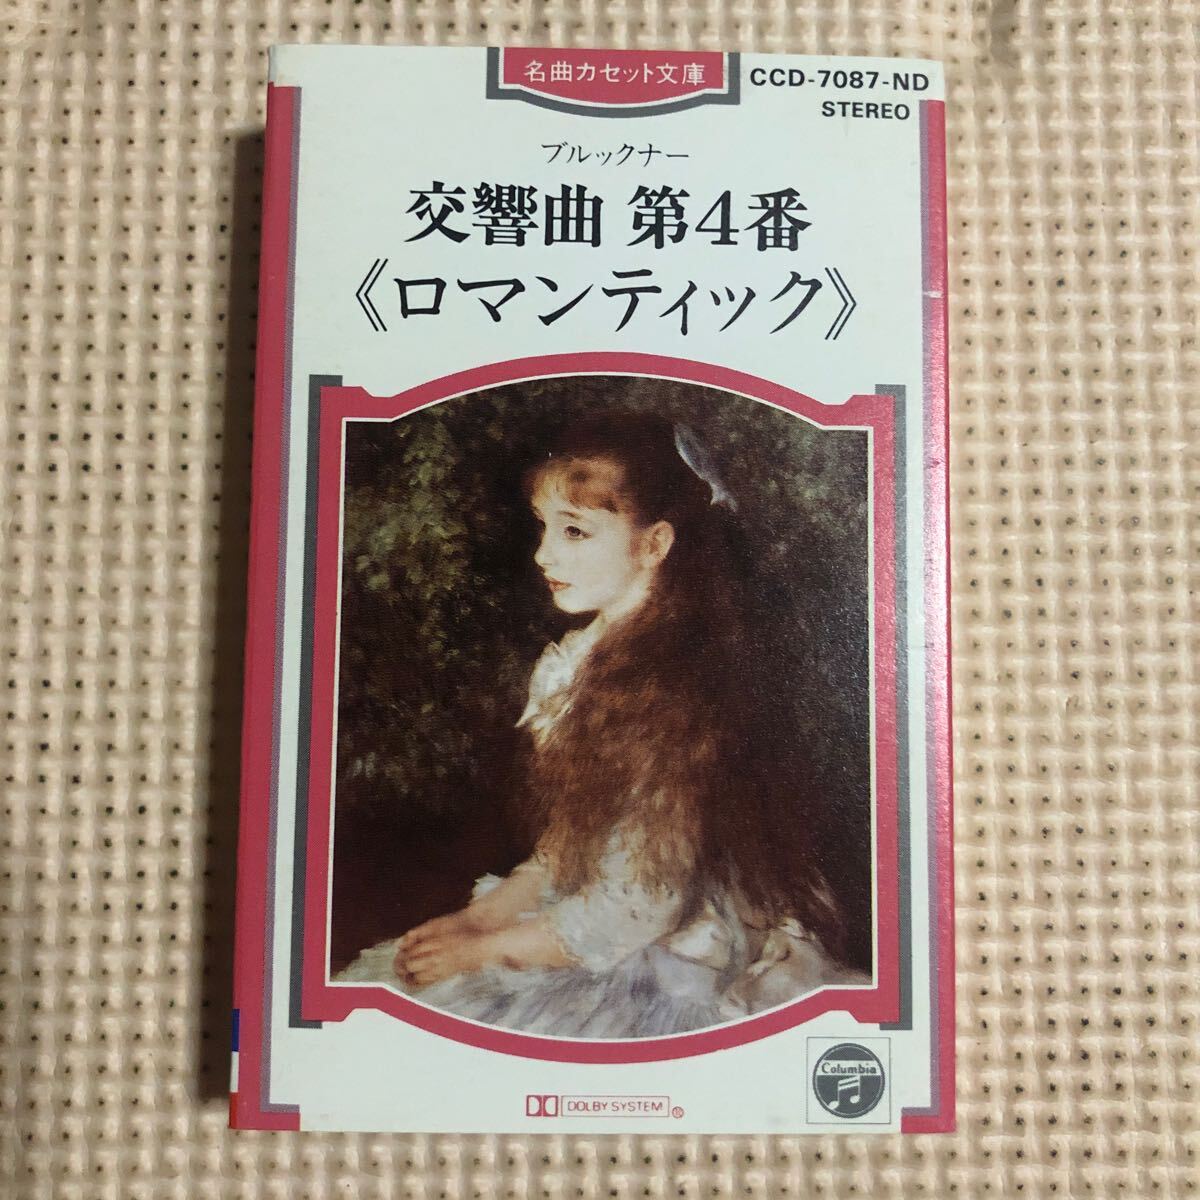 名曲カセット文庫
CCD-7087-ND
STEREO
ブルックナー
交響曲 第4番
《ロマンティック》
DOLBY SYSTEM ®
Columbia